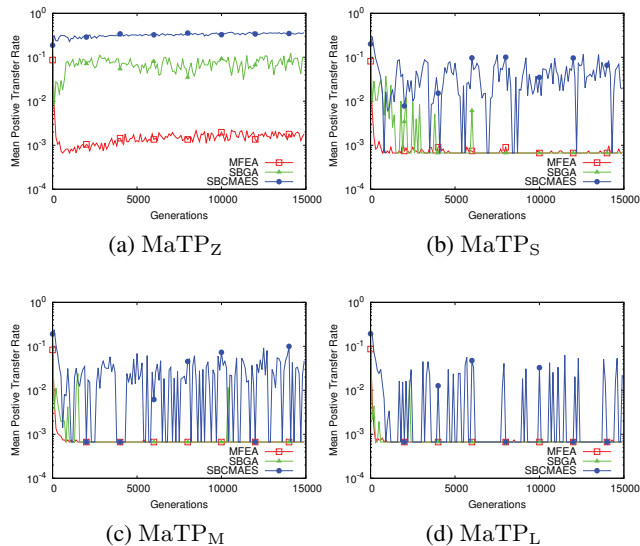 10^0
10^-1
10^-2
10^-3
10^-4
Mean Postive Transfer Rate
0 5000 10000 15000
Generations
MFEA
SBGA
SBCMAES
(a) MaTP_Z
10^0
10^-1
10^-2
10^-3
10^-4
Mean Postive Transfer Rate
0 5000 10000 15000
Generations
MFEA
SBGA
SBCMAES
(b) MaTP_S
10^0
10^-1
10^-2
10^-3
10^-4
Mean Postive Transfer Rate
0 5000 10000 15000
Generations
MFEA
SBGA
SBCMAES
(c) MaTP_M
10^0
10^-1
10^-2
10^-3
10^-4
Mean Postive Transfer Rate
0 5000 10000 15000
Generations
MFEA
SBGA
SBCMAES
(d) MaTP_L